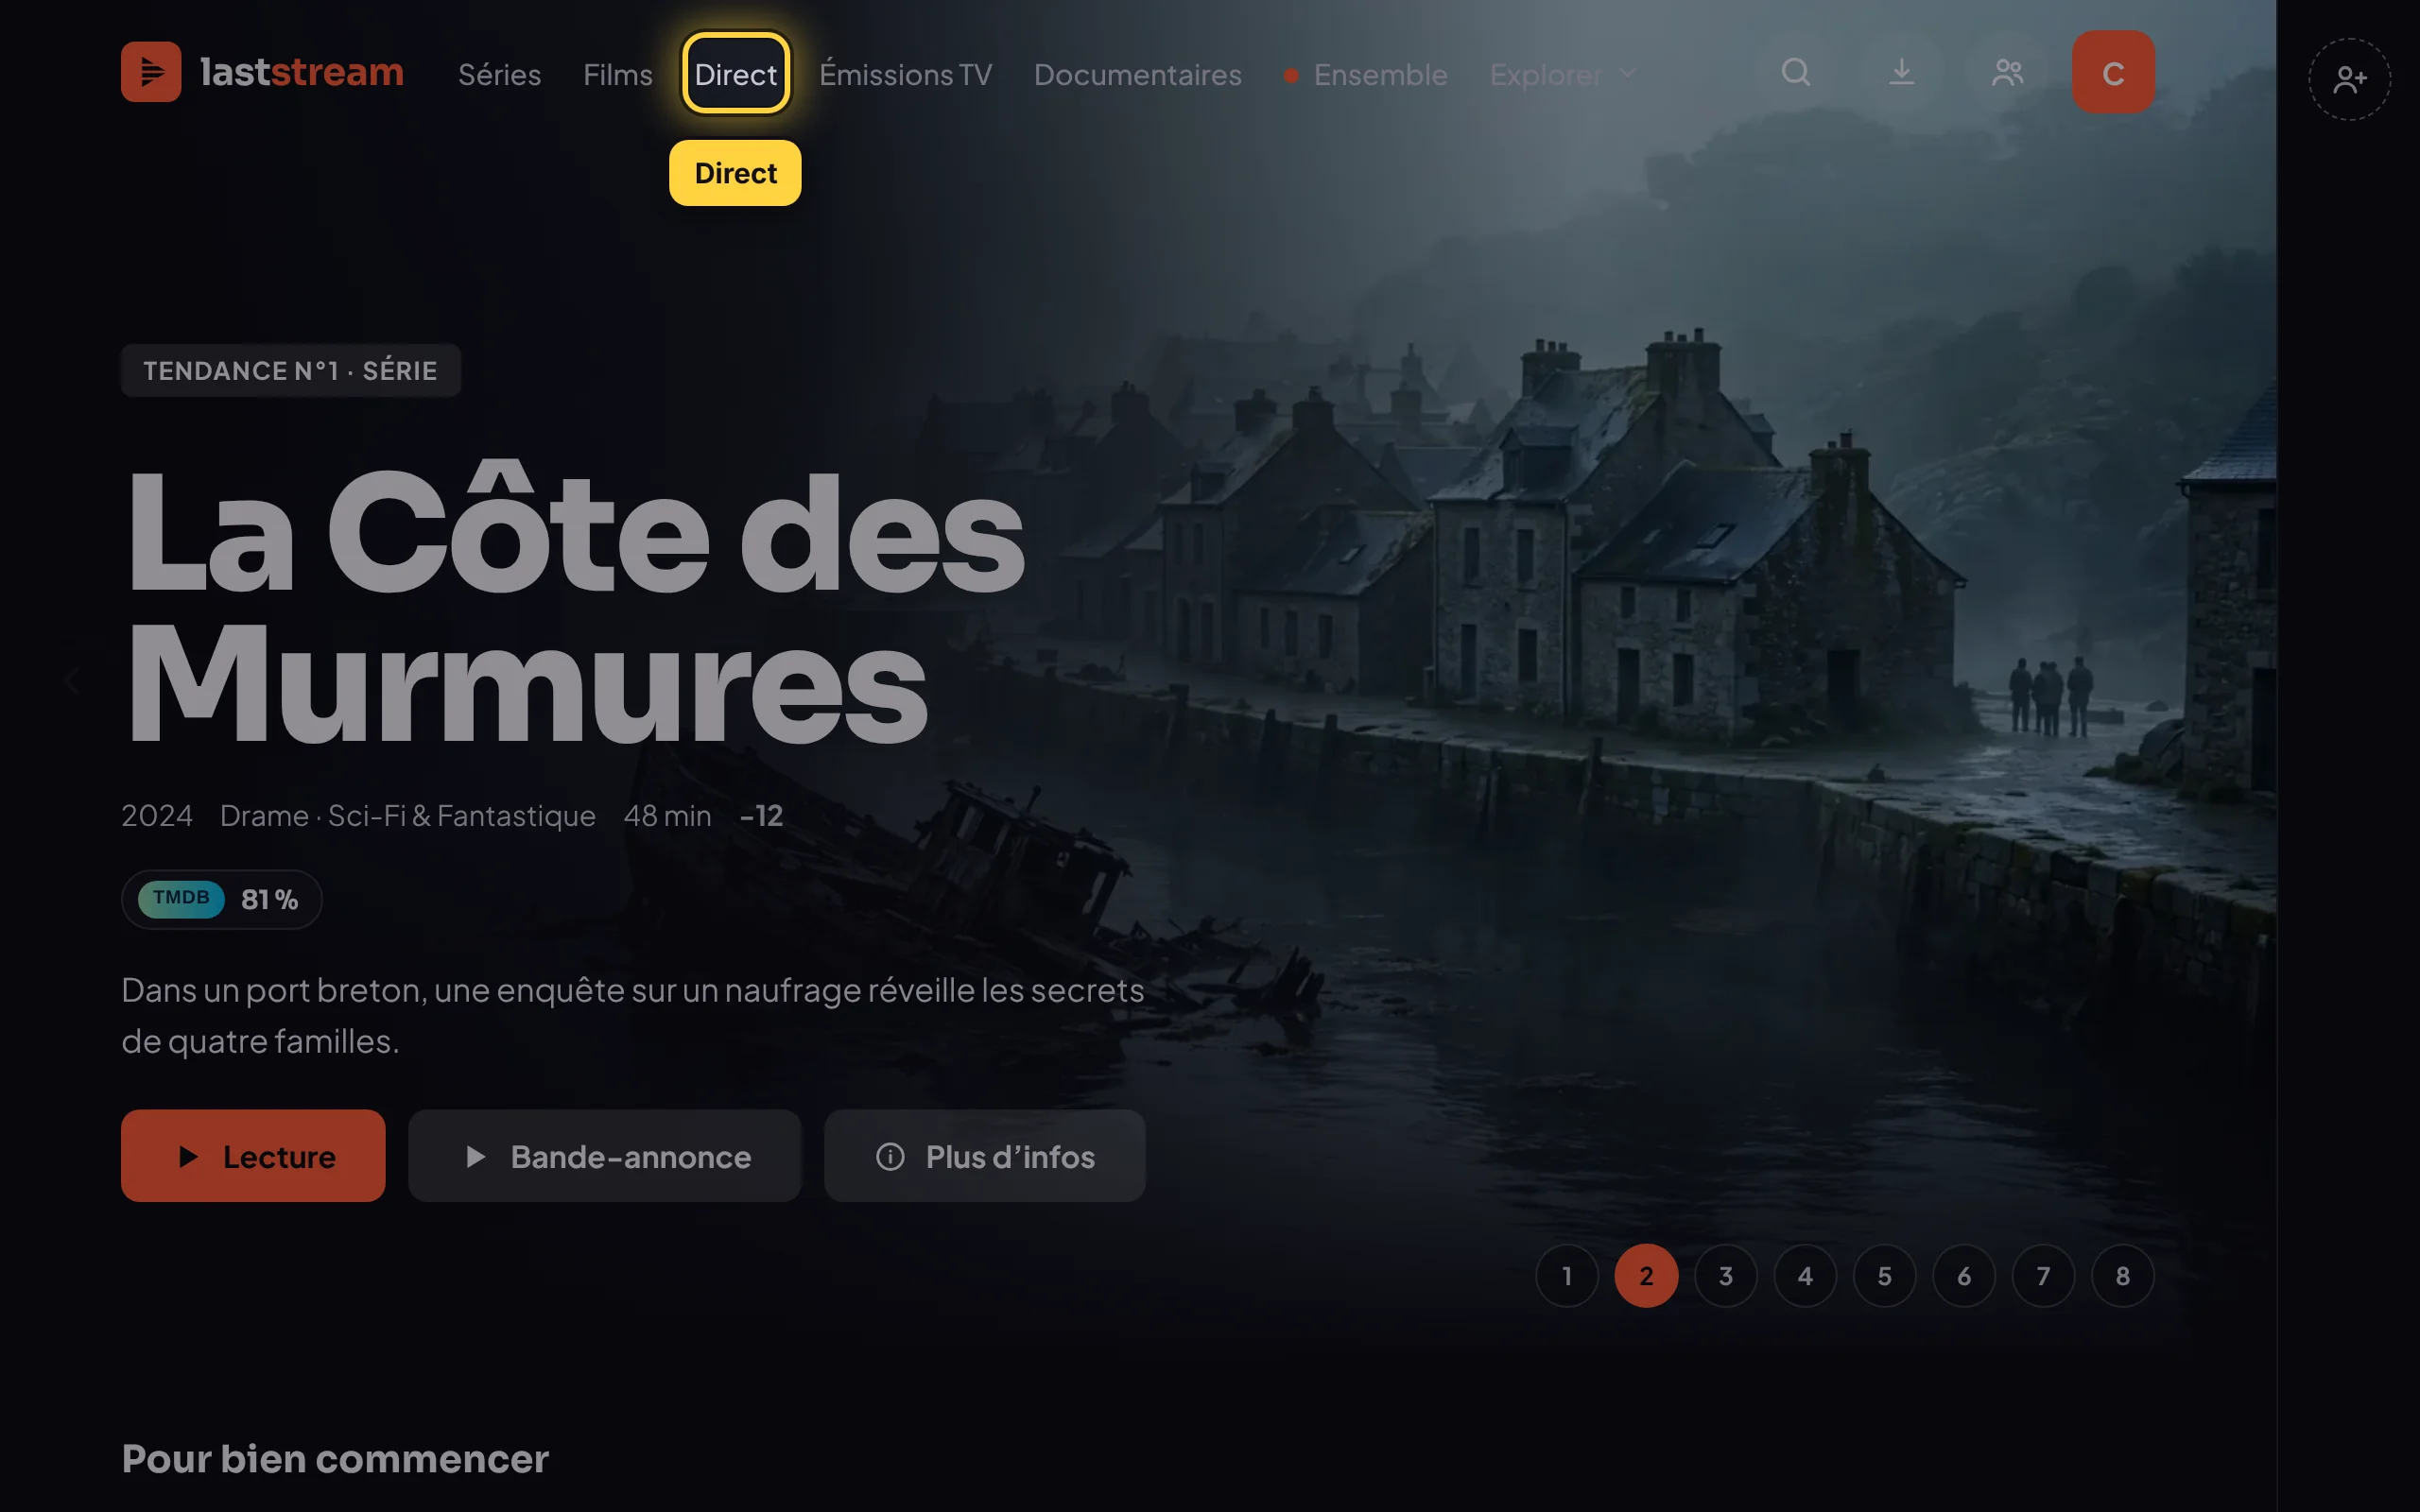 laststream
Séries
Films
Direct
Émissions TV
Documentaires
Ensemble
Explorer
C
Direct
TENDANCE N°1 · SÉRIE
La Côte des
Murmures
2024 Drame · Sci-Fi & Fantastique 48 min -12
TMDB 81 %
Dans un port breton, une enquête sur un naufrage réveille les secrets
de quatre familles.
Lecture
Bande-annonce
Plus d’infos
1 2 3 4 5 6 7 8
Pour bien commencer